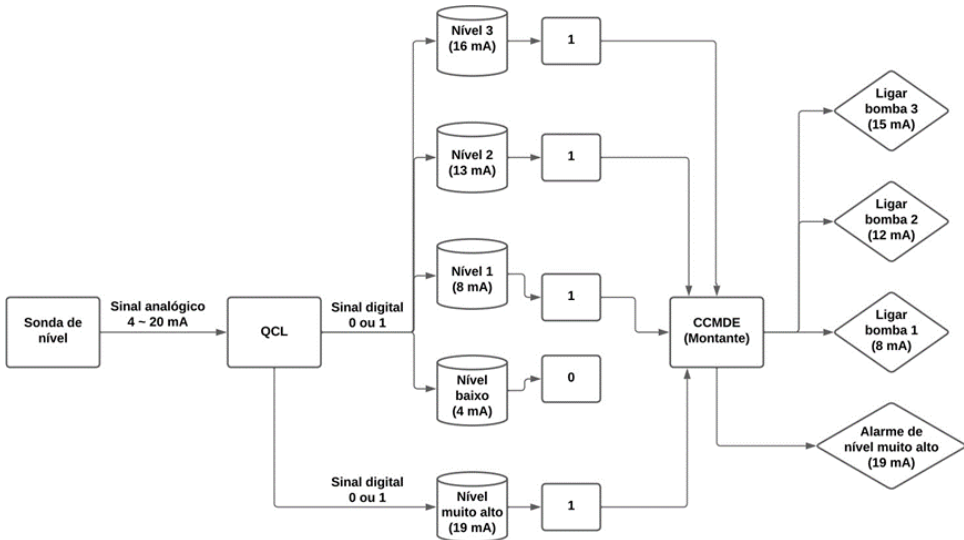 Nível 3
(16 mA)
1
Nível 2
(13 mA)
1
Nível 1
(8 mA)
1
Nível
baixo
(4 mA)
0
Nível
muito alto
(19 mA)
1
Sonda de
nível
Sinal analógico
4 ~ 20 mA
QCL
Sinal digital
0 ou 1
Sinal digital
0 ou 1
CCMDE
(Montante)
Ligar
bomba 3
(15 mA)
Ligar
bomba 2
(12 mA)
Ligar
bomba 1
(8 mA)
Alarme de
nível muito alto
(19 mA)